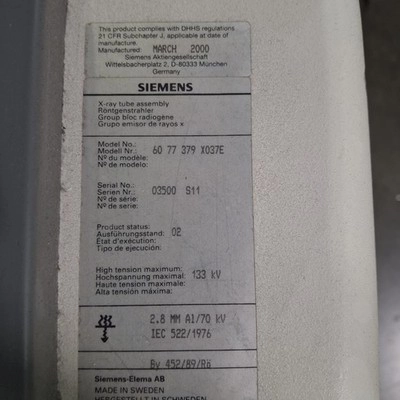 This product complies with DHHS regulations
21 CFR Subchapter J, applicable at date of
manufacture.
Manufactured: MARCH 2000
Siemens Aktiengesellschaft
Wittelsbacherplatz 2, D-80333 München
Germany
SIEMENS
X-ray tube assembly
Röntgenstrahler
Group bloc radiogène
Grupo emisor de rayos x
Model No.:
Modell Nr.: 60 77 379 X037E
Nº du modèle:
Nº de modelo:
Serial No.:
Serien Nr.: 03500 S11
Nº de série:
Nº de serie:
Product status:
Ausführungsstand: 02
État d'exécution:
Tipo de ejecución:
High tension maximum:
Hochspannung maximal: 133 kV
Haute tension maximale:
Alta tensión máxima:
2.8 MM Al/70 kV
IEC 522/1976
By 452/89/Rö
Siemens-Elema AB
MADE IN SWEDEN
HERGESTELLT IN SCHWEDEN